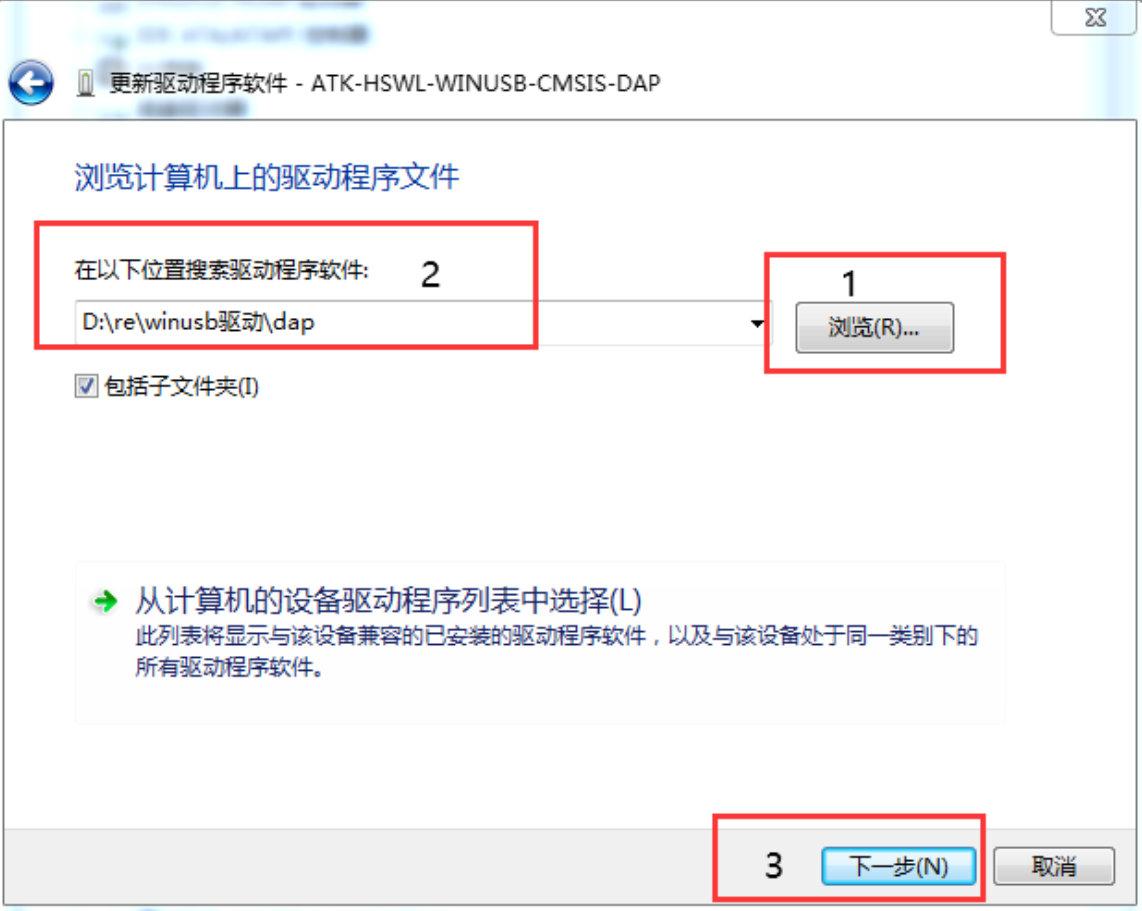 更新驱动程序软件 - ATK-HSWL-WINUSB-CMSIS-DAP
浏览计算机上的驱动程序文件
在以下位置搜索驱动程序软件: 2
1
D:\re\winusb驱动\dap
浏览(R)...
包括子文件夹(I)
从计算机的设备驱动程序列表中选择(L)
此列表将显示与该设备兼容的已安装的驱动程序软件，以及与该设备处于同一类别下的
所有驱动程序软件。
3 下一步(N) 取消